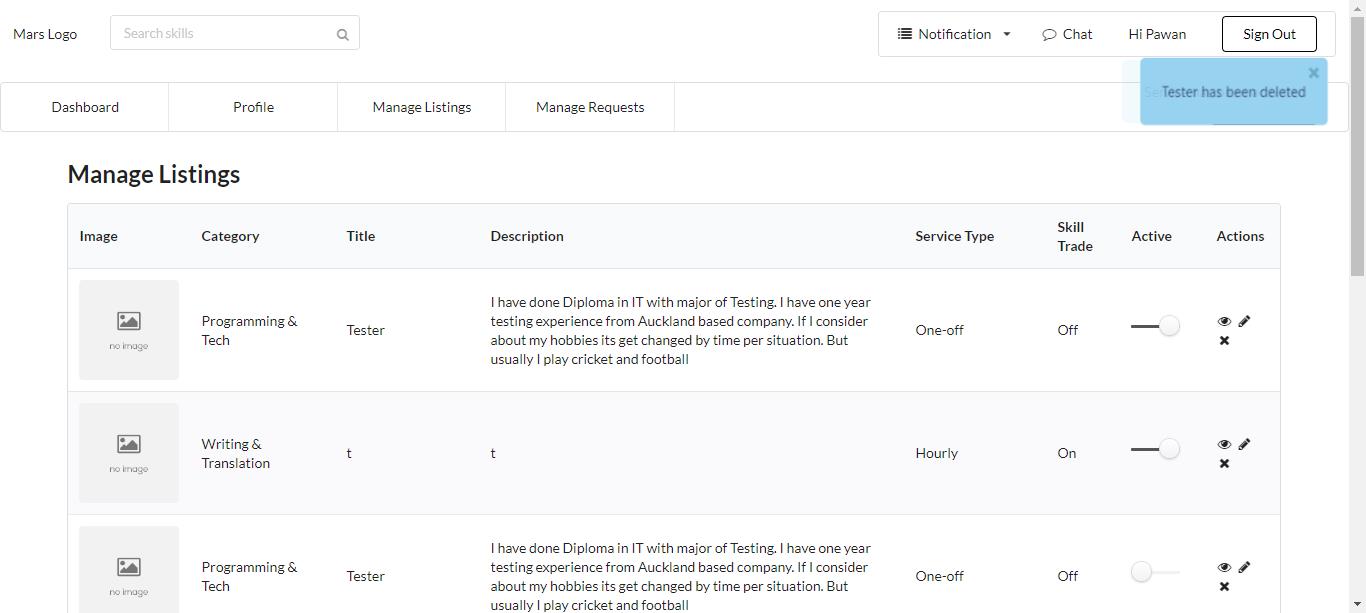 Mars Logo
Search skills
Notification
Chat
Hi Pawan
Sign Out
Tester has been deleted
Dashboard
Profile
Manage Listings
Manage Requests
Manage Listings
Image
Category
Title
Description
Service Type
Skill
Trade
Active
Actions
no image
Programming &
Tech
Tester
I have done Diploma in IT with major of Testing. I have one year
testing experience from Auckland based company. If I consider
about my hobbies its get changed by time per situation. But
usually I play cricket and football
One-off
Off
no image
Writing &
Translation
t
t
Hourly
On
no image
Programming &
Tech
Tester
I have done Diploma in IT with major of Testing. I have one year
testing experience from Auckland based company. If I consider
about my hobbies its get changed by time per situation. But
usually I play cricket and football
One-off
Off